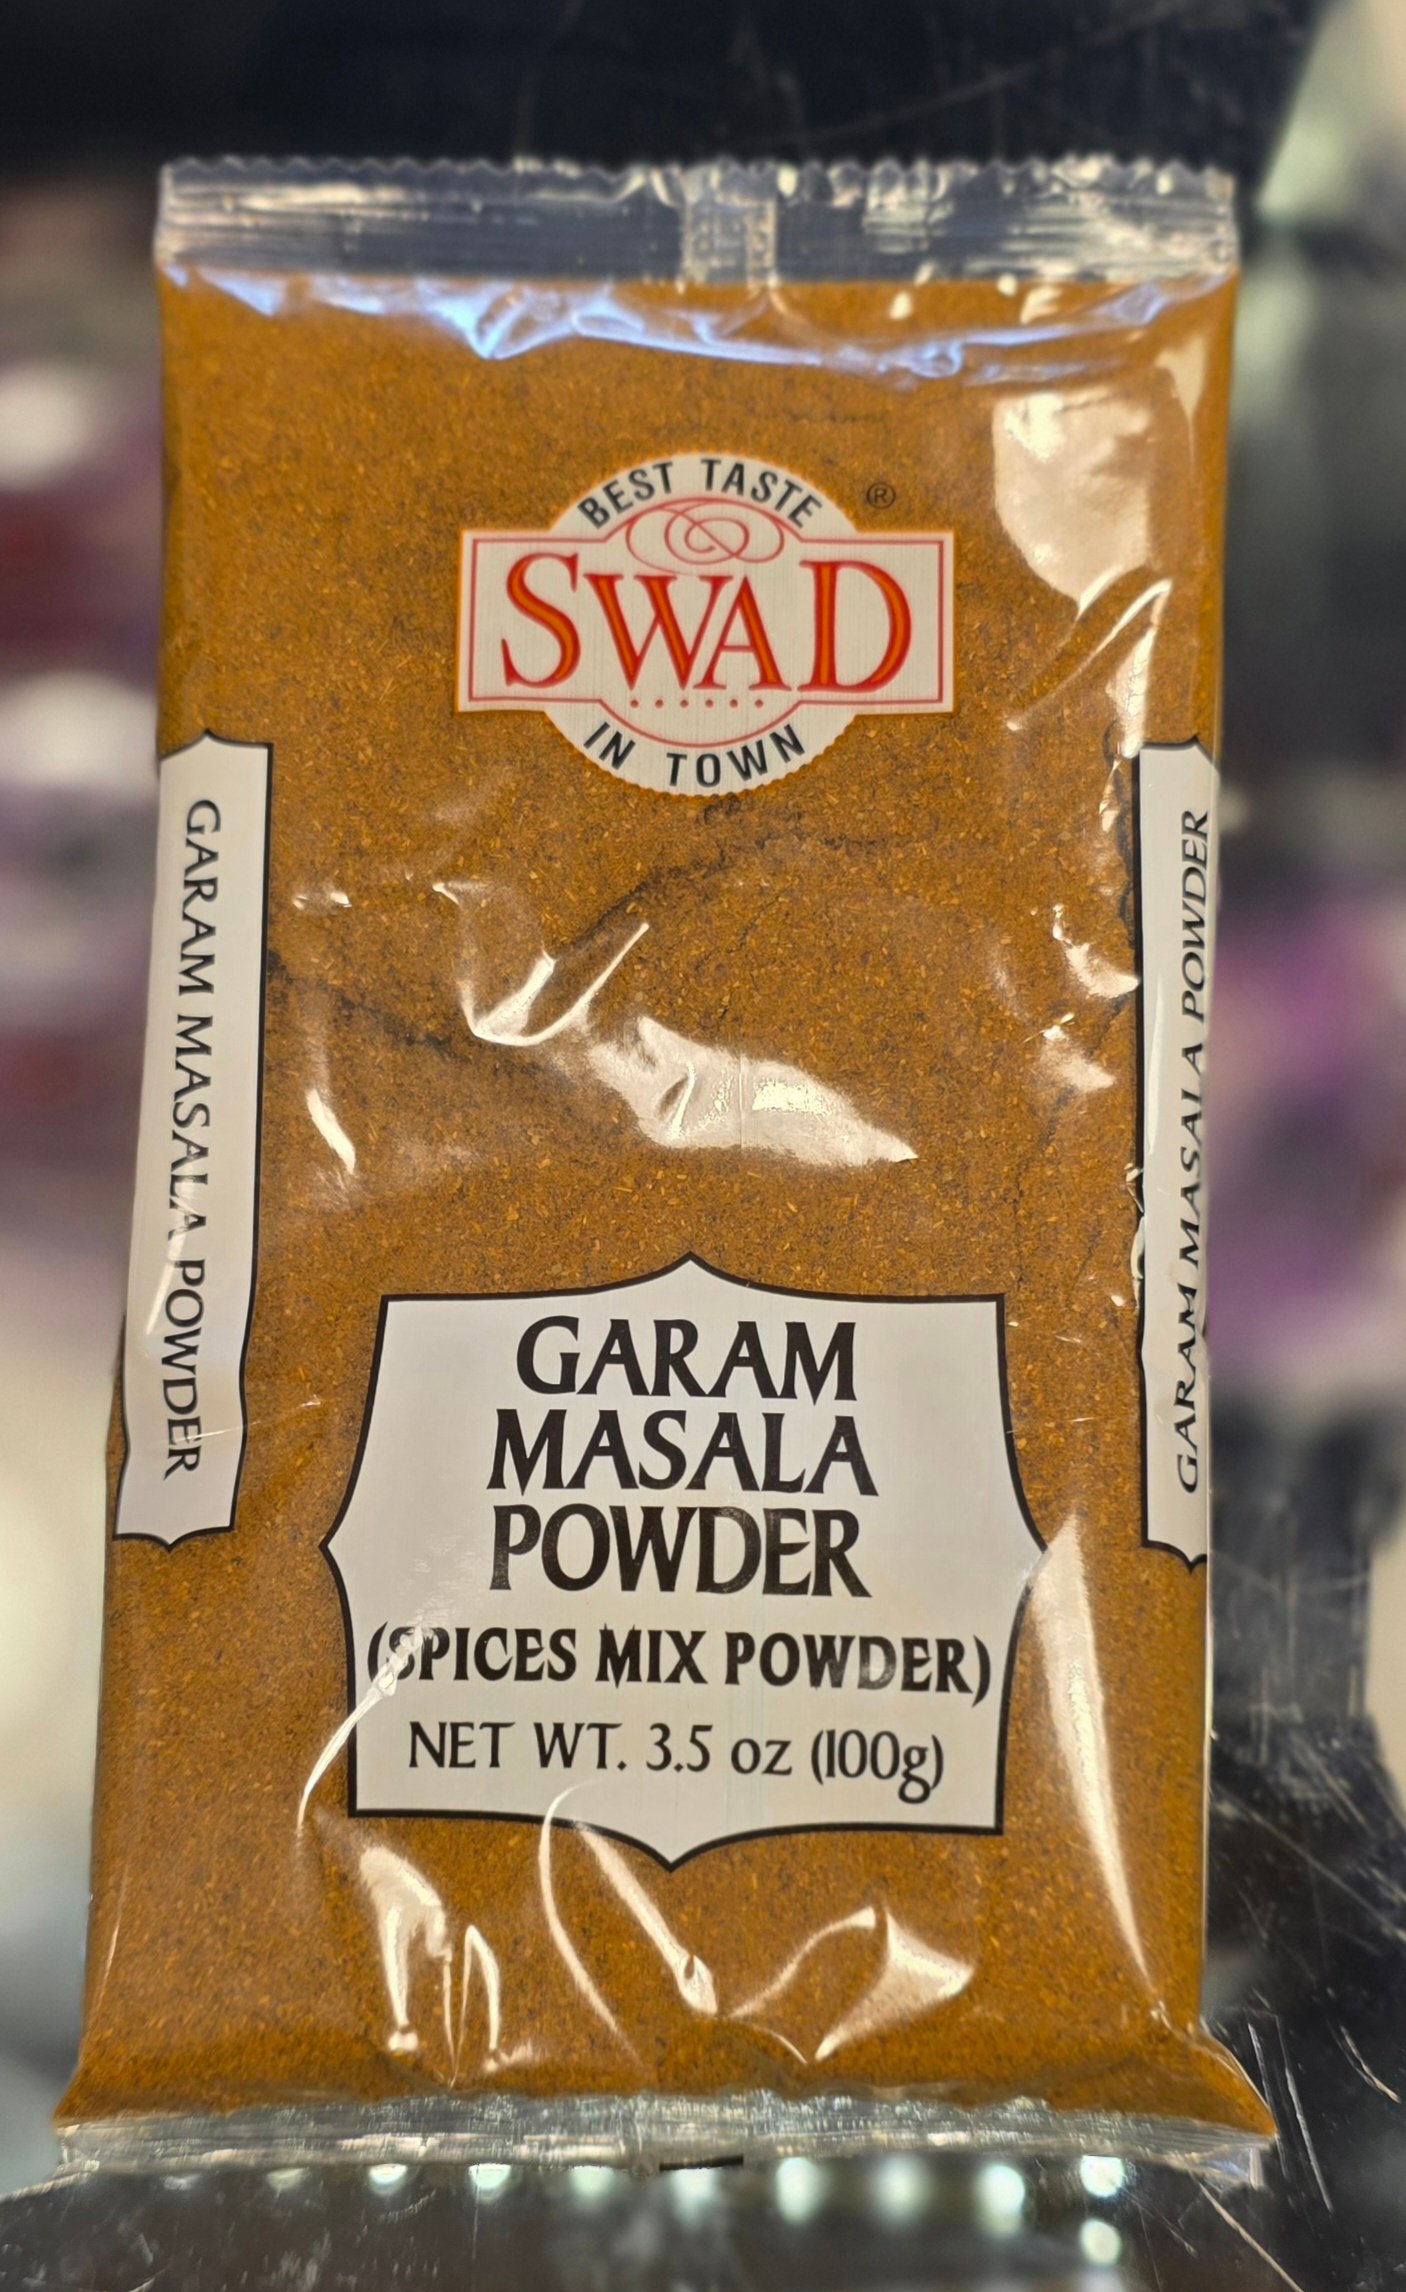 BEST TASTE
®
SWAD
IN TOWN
GARAM MASALA POWDER
GARAM MASALA POWDER
GARAM
MASALA
POWDER
(SPICES MIX POWDER)
NET WT. 3.5 oz (100g)